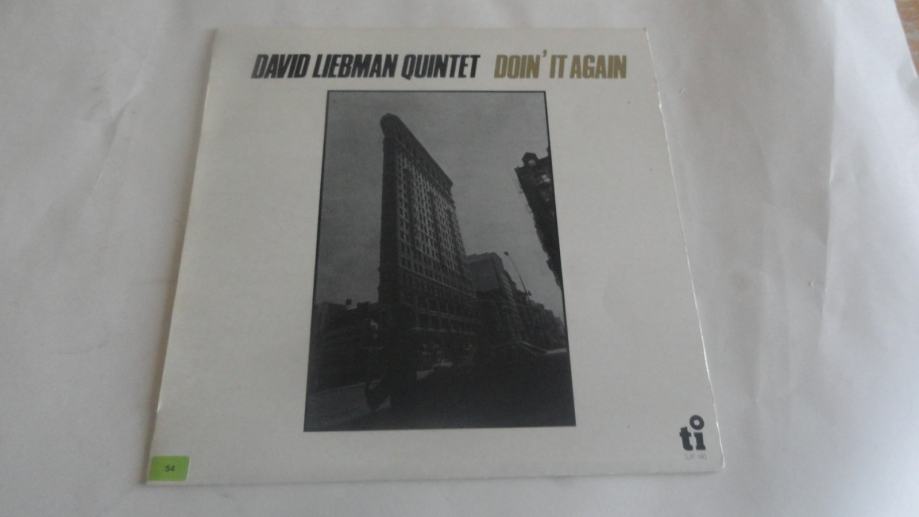 DAVID LIEBMAN QUINTET DOIN' IT AGAIN
ti
54